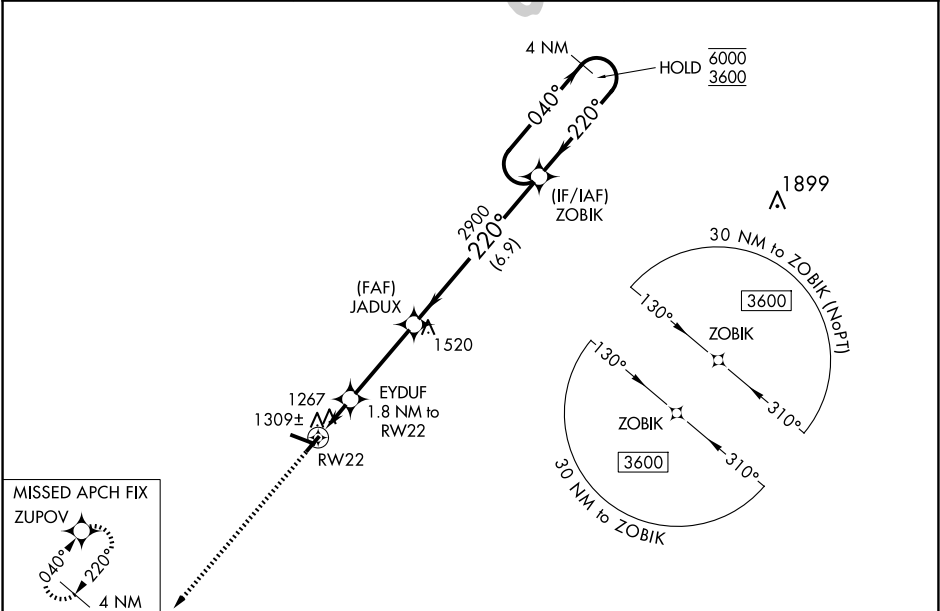 4 NM
HOLD 6000
3600
040°
220°
(IF/IAF)
ZOBIK
1899
2900
220°
(6.9)
30 NM to ZOBIK (NoPT)
3600
130°
ZOBIK
310°
(FAF)
JADUX
1520
130°
ZOBIK
310°
3600
30 NM to ZOBIK
EYDUF
1.8 NM to
RW22
1267
1309±
RW22
MISSED APCH FIX
ZUPOV
040°
220°
4 NM